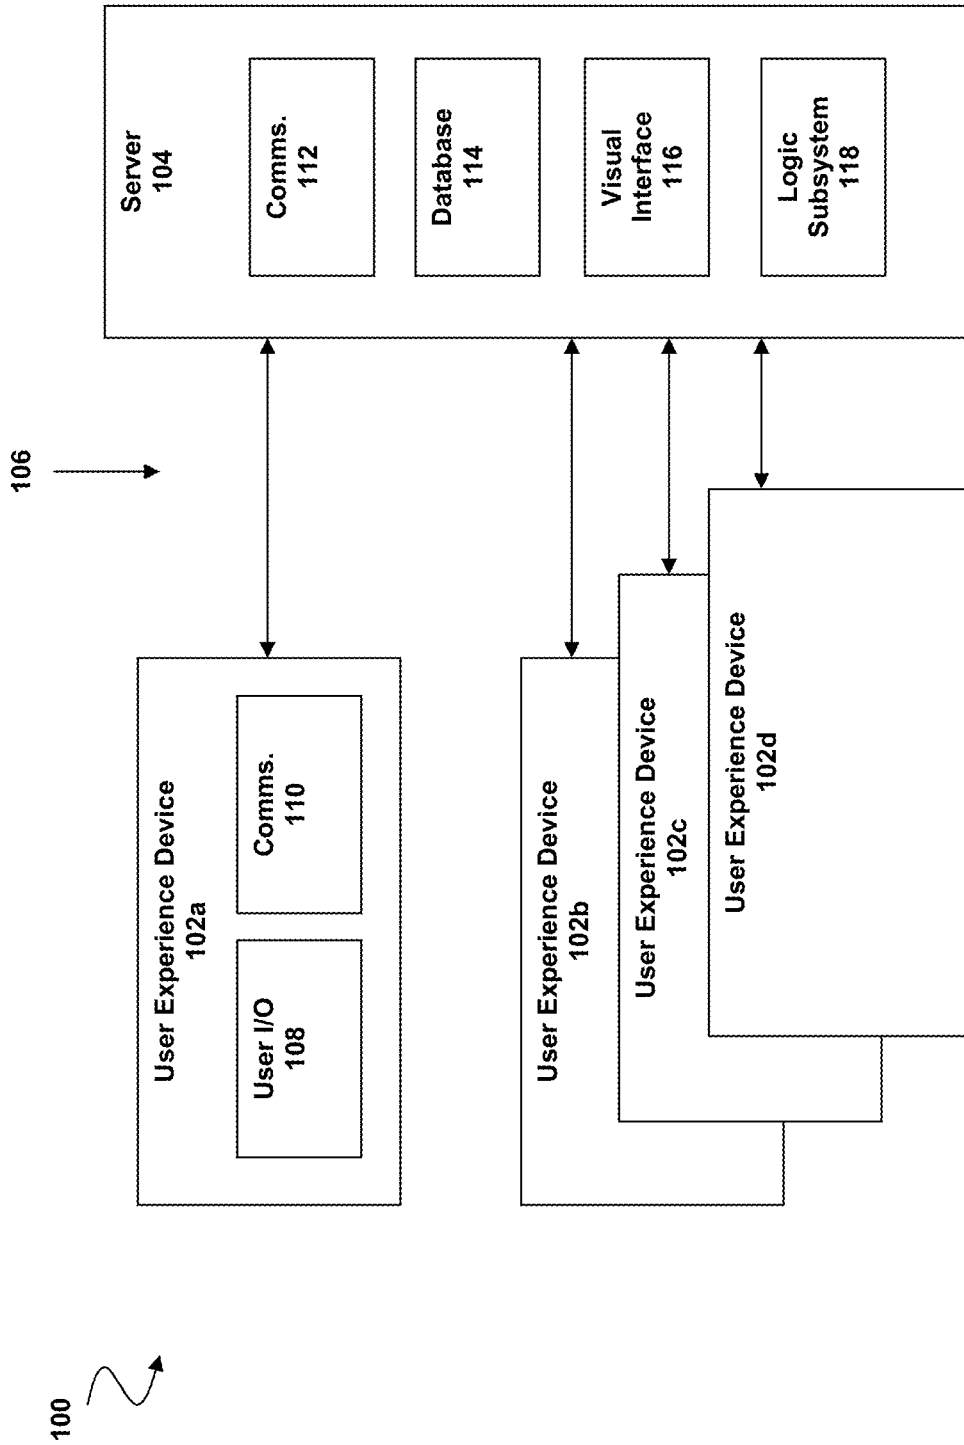 100
106
User Experience Device
102a
User I/O
108
Comms.
110
User Experience Device
102b
User Experience Device
102c
User Experience Device
102d
Server
104
Comms.
112
Database
114
Visual
Interface
116
Logic
Subsystem
118